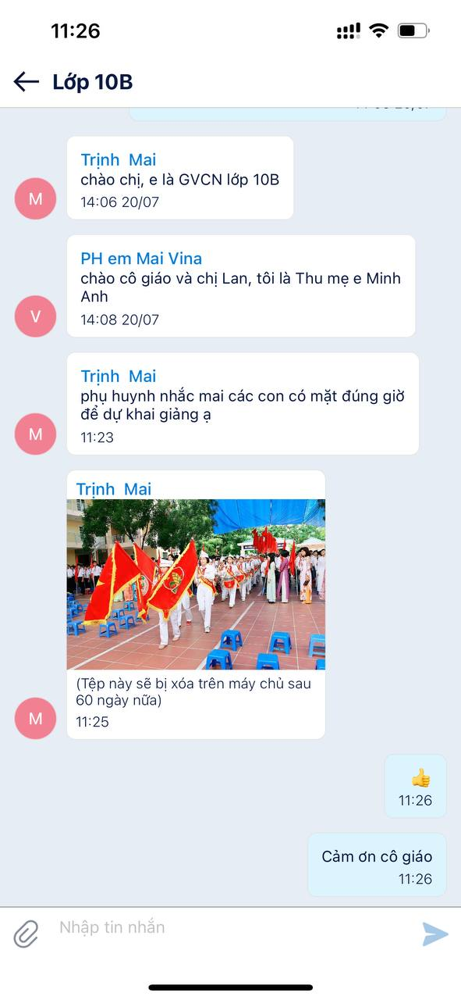 11:26
Lớp 10B
Trịnh Mai
chào chị, e là GVCN lớp 10B
14:06 20/07
M
PH em Mai Vina
chào cô giáo và chị Lan, tôi là Thu mẹ e Minh
Anh
14:08 20/07
V
Trịnh Mai
phụ huynh nhắc mai các con có mặt đúng giờ
để dự khai giảng ạ
11:23
M
Trịnh Mai
(Tệp này sẽ bị xóa trên máy chủ sau
60 ngày nữa)
11:25
M
👍
11:26
Cảm ơn cô giáo
11:26
Nhập tin nhắn